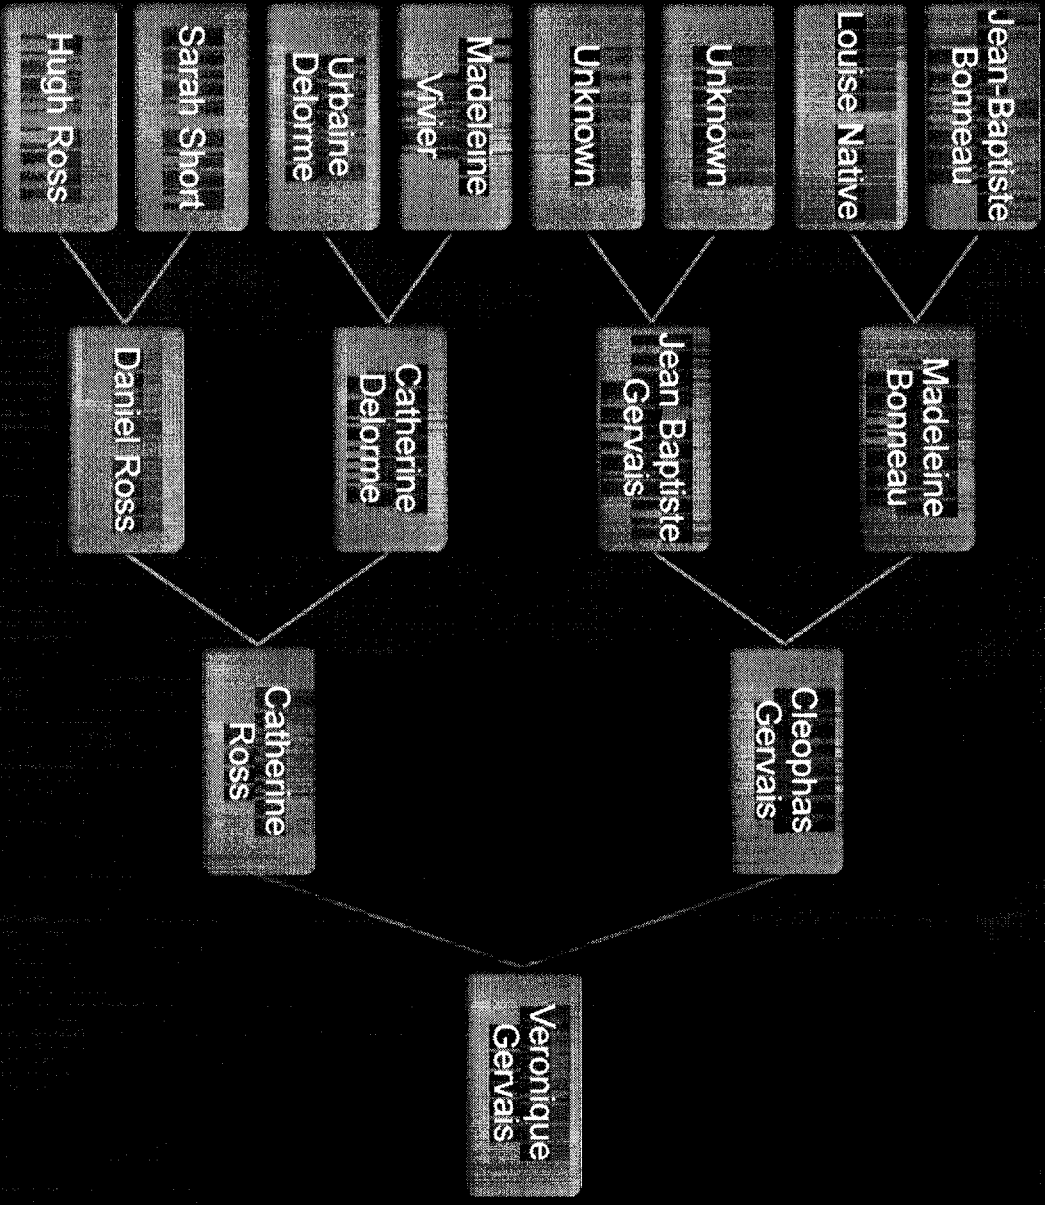 Jean-Baptiste
Bonneau
Louise Native
Unknown
Unknown
Madeleine
Vivier
Urbaine
Delorme
Sarah Short
Hugh Ross
Madeleine
Bonneau
Jean Baptiste
Gervais
Catherine
Delorme
Daniel Ross
Cleophas
Gervais
Catherine
Ross
Veronique
Gervais